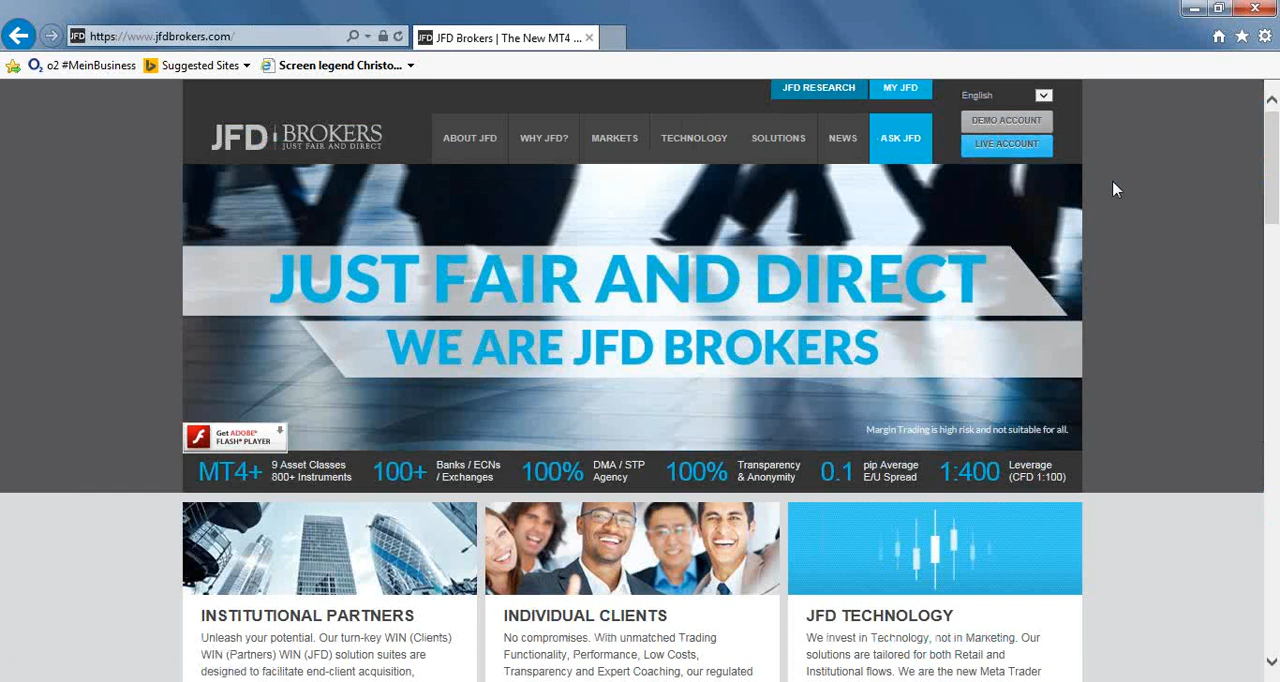 https://www.jfdbrokers.com/
JFD JFD Brokers | The New MT4 ...
O2 o2 #MeinBusiness Suggested Sites Screen legend Christo...
JFD RESEARCH MY JFD English
DEMO ACCOUNT
JFD BROKERS
JUST FAIR AND DIRECT
ABOUT JFD WHY JFD? MARKETS TECHNOLOGY SOLUTIONS NEWS ASK JFD
LIVE ACCOUNT
JUST FAIR AND DIRECT
WE ARE JFD BROKERS
Get ADOBE®
FLASH® PLAYER
Margin Trading is high risk and not suitable for all.
MT4+ 9 Asset Classes 800+ Instruments
100+ Banks / ECNs / Exchanges
100% DMA / STP Agency
100% Transparency & Anonymity
0.1 pip Average E/U Spread
1:400 Leverage (CFD 1:100)
INSTITUTIONAL PARTNERS
Unleash your potential. Our turn-key WIN (Clients)
WIN (Partners) WIN (JFD) solution suites are
designed to facilitate end-client acquisition,
INDIVIDUAL CLIENTS
No compromises. With unmatched Trading
Functionality, Performance, Low Costs,
Transparency and Expert Coaching, our regulated
JFD TECHNOLOGY
We invest in Technology, not in Marketing. Our
solutions are tailored for both Retail and
Institutional flows. We are the new Meta Trader